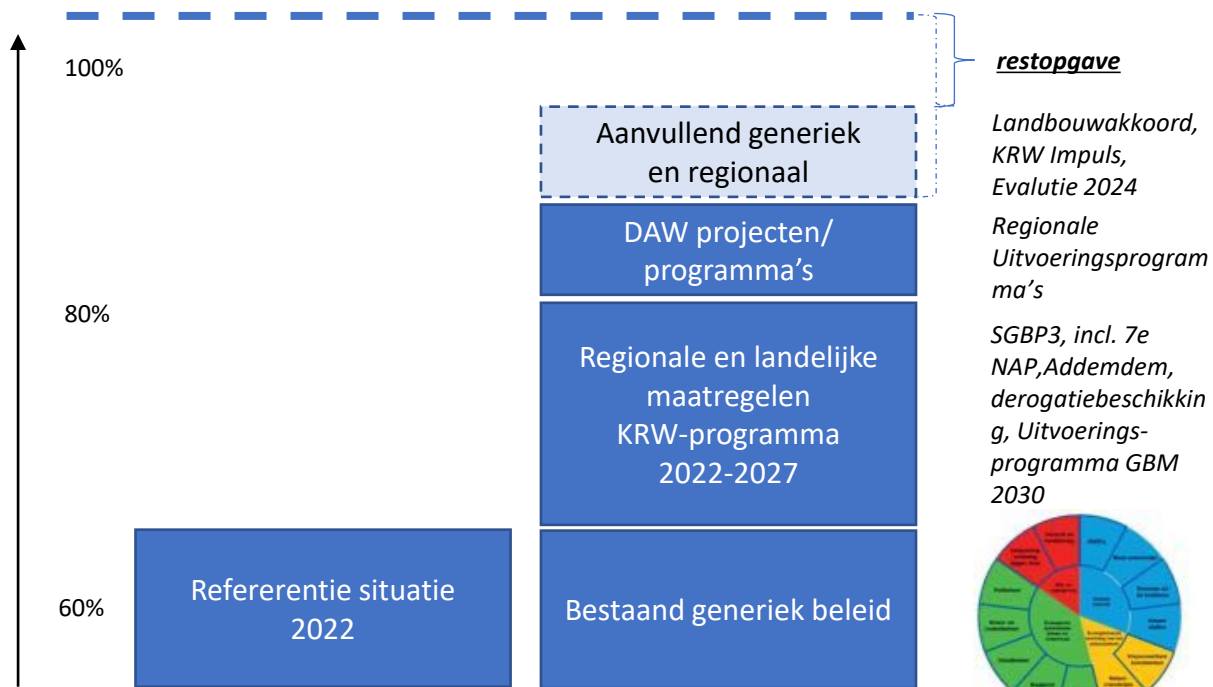 100%
80%
60%
Refererentie situatie
2022
Aanvullend generiek
en regionaal
DAW projecten/
programma's
Regionale en landelijke
maatregelen
KRW-programma
2022-2027
Bestaand generiek beleid
restopgave
Landbouwakkoord,
KRW Impuls,
Evalutie 2024
Regionale
Uitvoeringsprogram
ma's
SGBP3, incl. 7e
NAP,Addemdem,
derogatiebeschikkin
g, Uitvoerings-
programma GBM
2030